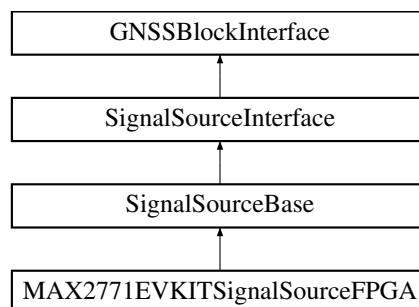 GNSSBlockInterface
SignalSourceInterface
SignalSourceBase
MAX2771EVKITSignalSourceFPGA